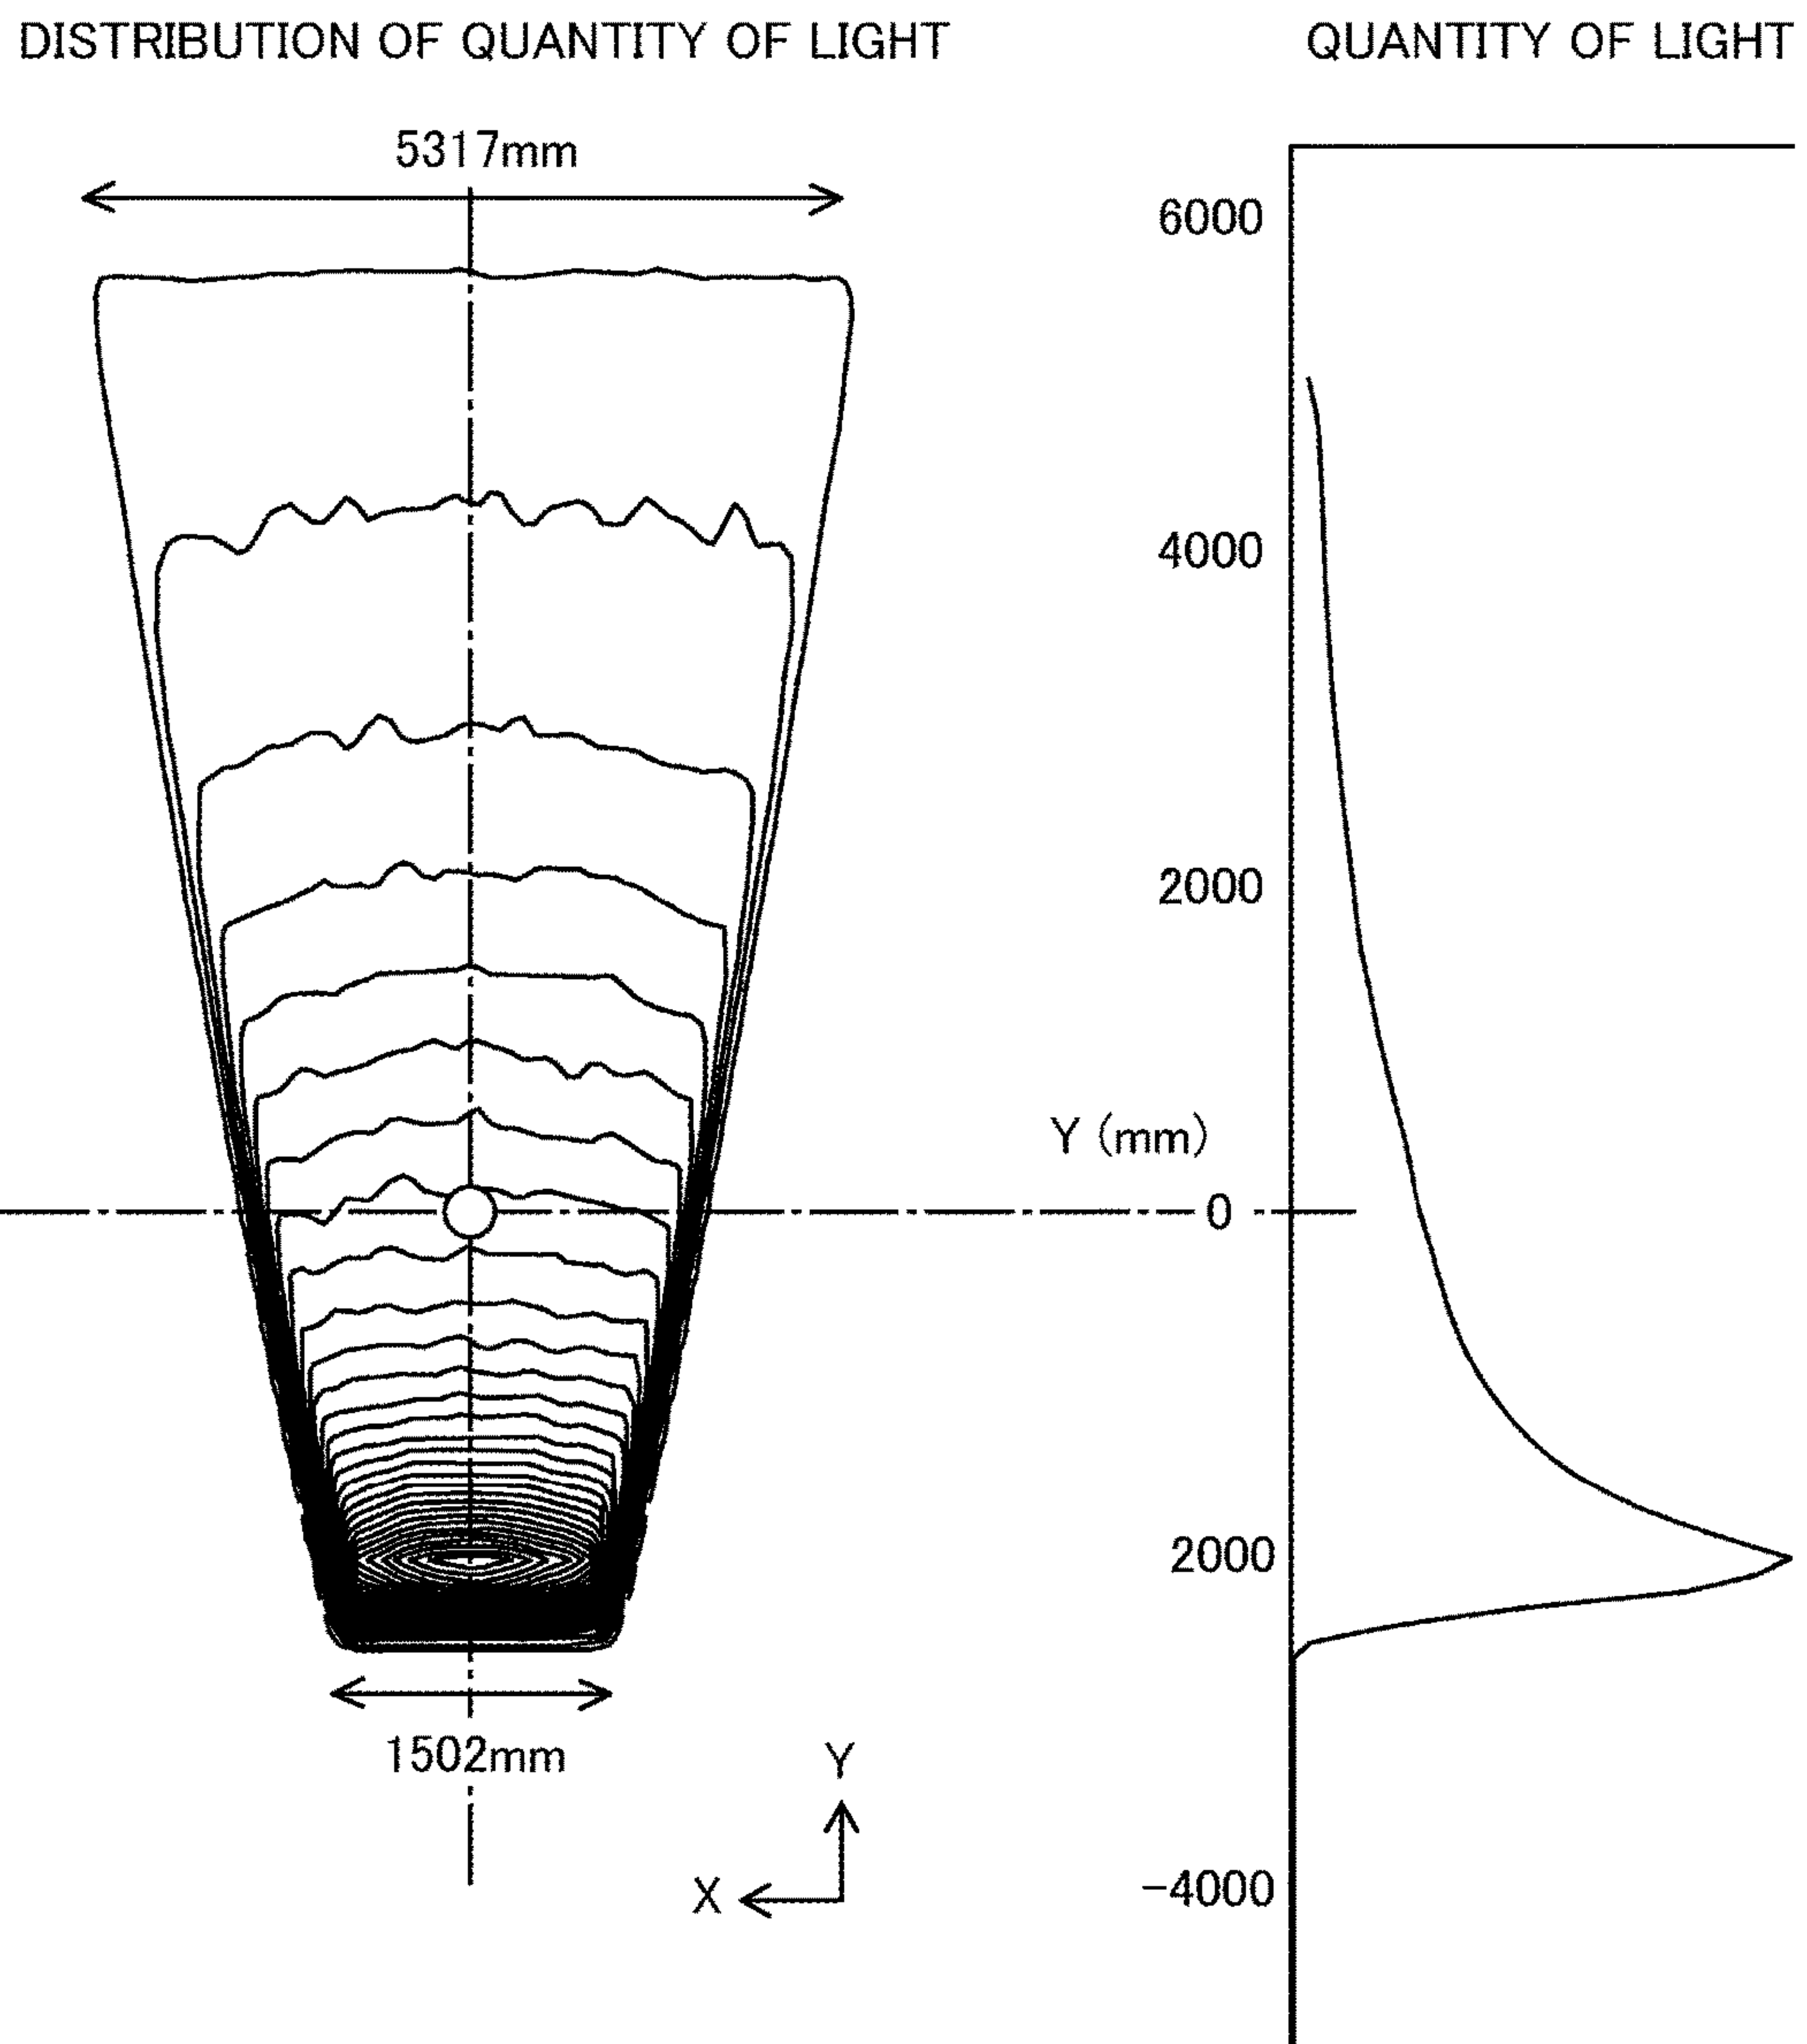 DISTRIBUTION OF QUANTITY OF LIGHT
QUANTITY OF LIGHT
5317mm
6000
4000
2000
Y (mm)
0
2000
1502mm
Y
X
-4000